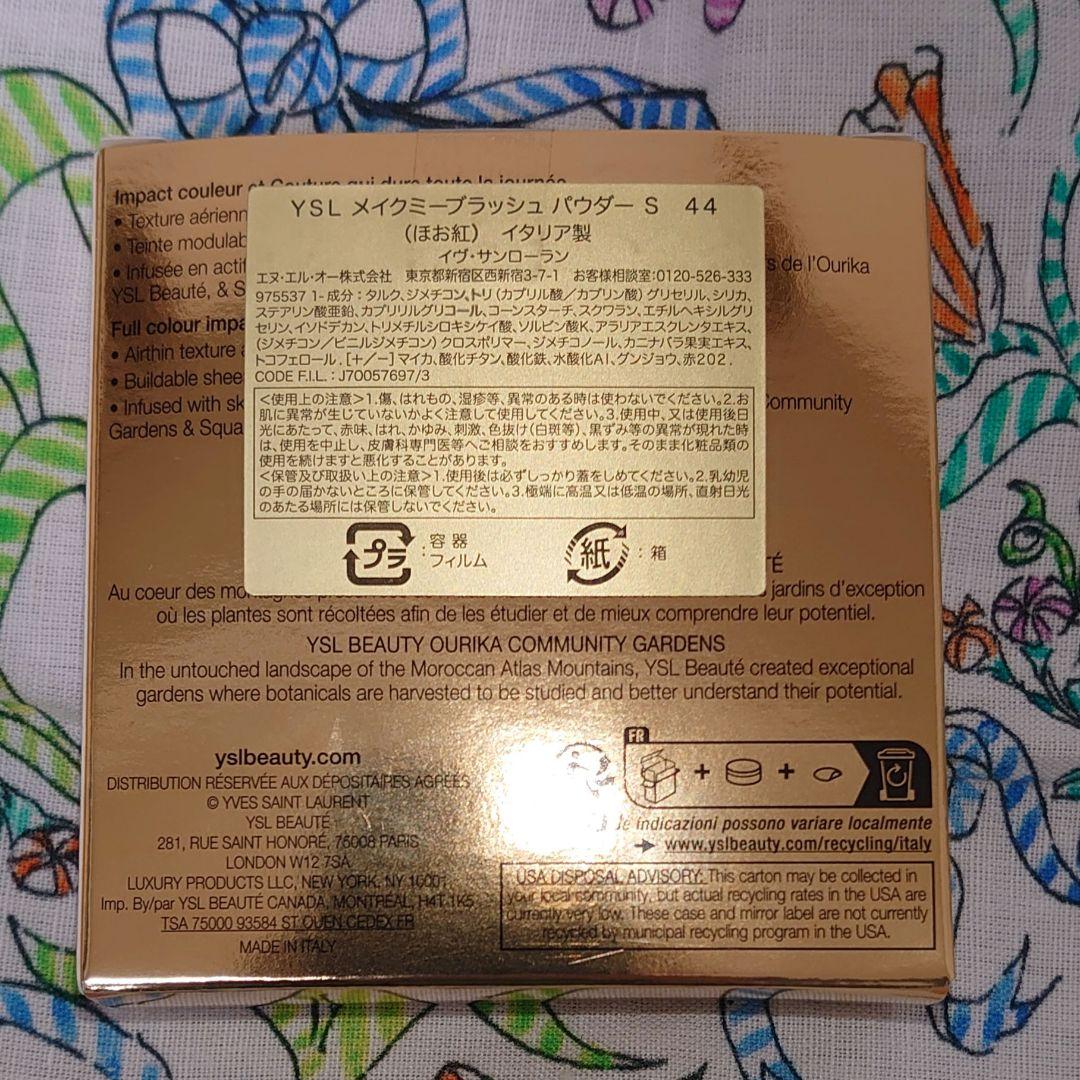 Impact couleur et Couture qui dure toute la journée
• Texture aérienn
• Teinte modulab
• Infusée en actif
rs de l'Ourika
YSL Beauté, & S
Full colour impa
• Airthin texture
• Buildable shee
• Infused with sk
Community
Gardens & Squa
YSL メイクミーブラッシュ パウダー S 44
(ほお紅) イタリア製
イヴ・サンローラン
エヌ・エル・オー株式会社 東京都新宿区西新宿3-7-1 お客様相談室:0120-526-333
975537 1-成分:タルク、ジメチコン、トリ(カプリル酸/カプリン酸)グリセリル、シリカ、
ステアリン酸亜鉛、カプリリルグリコール、コーンスターチ、スクワラン、エチルヘキシルグリ
セリン、イソドデカン、トリメチルシロキシケイ酸、ソルビン酸K、アラリアエスクレンタエキス、
(ジメチコン/ビニルジメチコン)クロスポリマー、ジメチコノール、カニナバラ果実エキス、
トコフェロール.[+/-]マイカ、酸化チタン、酸化鉄、水酸化Al、グンジョウ、赤202.
CODE F.I.L.: J70057697/3
<使用上の注意>1.傷、はれもの、湿疹等、異常のある時は使わないでください。2.お
肌に異常が生じていないかよく注意して使用してください。3.使用中、又は使用後日
光にあたって、赤味、はれ、かゆみ、刺激、色抜け(白斑等)、黒ずみ等の異常が現れた時
は、使用を中止し、皮膚科専門医等へご相談をおすすめします。そのまま化粧品類の
使用を続けますと悪化することがあります。
<保管及び取扱い上の注意>1.使用後は必ずしっかり蓋をしめてください。2.乳幼児
の手の届かないところに保管してください。3.極端に高温又は低温の場所、直射日光
のあたる場所には保管しないでください。
プラ : 容器 フィルム 紙 : 箱
TÉ
Au coeur des jardins d'exception
où les plantes sont récoltées afin de les étudier et de mieux comprendre leur potentiel.
YSL BEAUTY OURIKA COMMUNITY GARDENS
In the untouched landscape of the Moroccan Atlas Mountains, YSL Beauté created exceptional
gardens where botanicals are harvested to be studied and better understand their potential.
yslbeauty.com
DISTRIBUTION RÉSERVÉE AUX DÉPOSITAIRES AGRÉÉS
© YVES SAINT LAURENT
YSL BEAUTÉ
281, RUE SAINT HONORÉ, 75008 PARIS
LONDON W12 7SA
LUXURY PRODUCTS LLC, NEW YORK, NY 10001
Imp. By/par YSL BEAUTÉ CANADA, MONTRÉAL, H4T 1K5
TSA 75000 93584 ST OUEN CEDEX FR
MADE IN ITALY
FR
+ +
le indicazioni possono variare localmente
→ www.yslbeauty.com/recycling/italy
USA DISPOSAL ADVISORY: This carton may be collected in
your local community, but actual recycling rates in the USA are
currently very low. These case and mirror label are not currently
recycled by municipal recycling program in the USA.